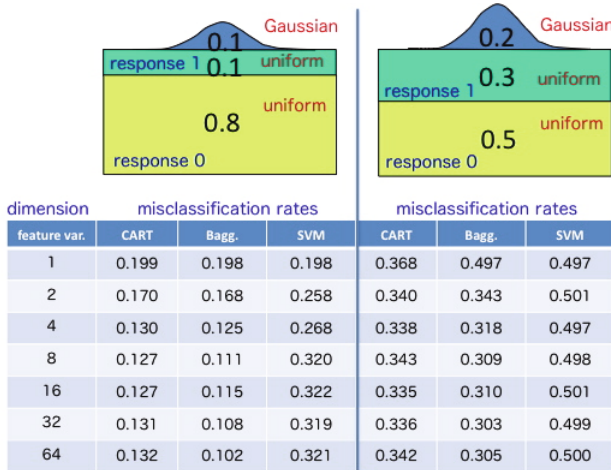 Gaussian
0.1
response 1 0.1 uniform
uniform
0.8
response 0
Gaussian
0.2
0.3 uniform
response 1
uniform
0.5
response 0
dimension misclassification rates misclassification rates
feature var. CART Bagg. SVM CART Bagg. SVM
1 0.199 0.198 0.198 0.368 0.497 0.497
2 0.170 0.168 0.258 0.340 0.343 0.501
4 0.130 0.125 0.268 0.338 0.318 0.497
8 0.127 0.111 0.320 0.343 0.309 0.498
16 0.127 0.115 0.322 0.335 0.310 0.501
32 0.131 0.108 0.319 0.336 0.303 0.499
64 0.132 0.102 0.321 0.342 0.305 0.500